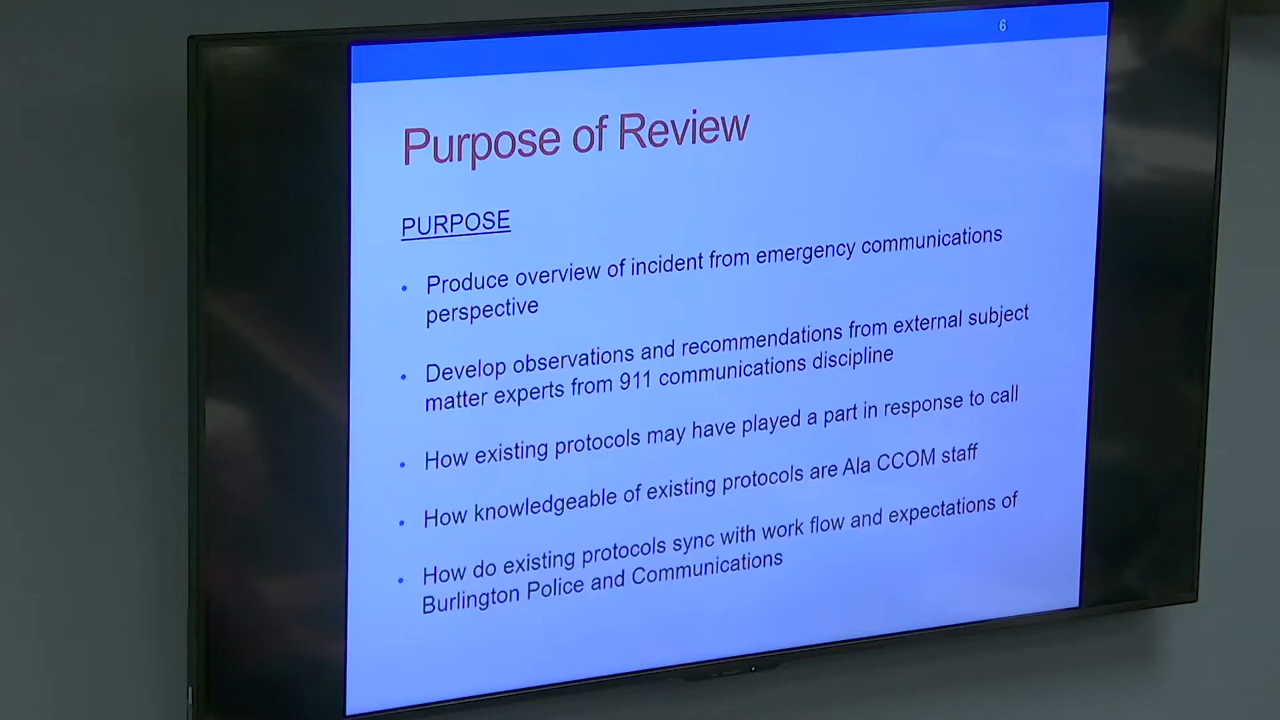 6
Purpose of Review
PURPOSE
• Produce overview of incident from emergency communications
perspective
• Develop observations and recommendations from external subject
matter experts from 911 communications discipline
• How existing protocols may have played a part in response to call
• How knowledgeable of existing protocols are Ala CCOM staff
• How do existing protocols sync with work flow and expectations of
Burlington Police and Communications